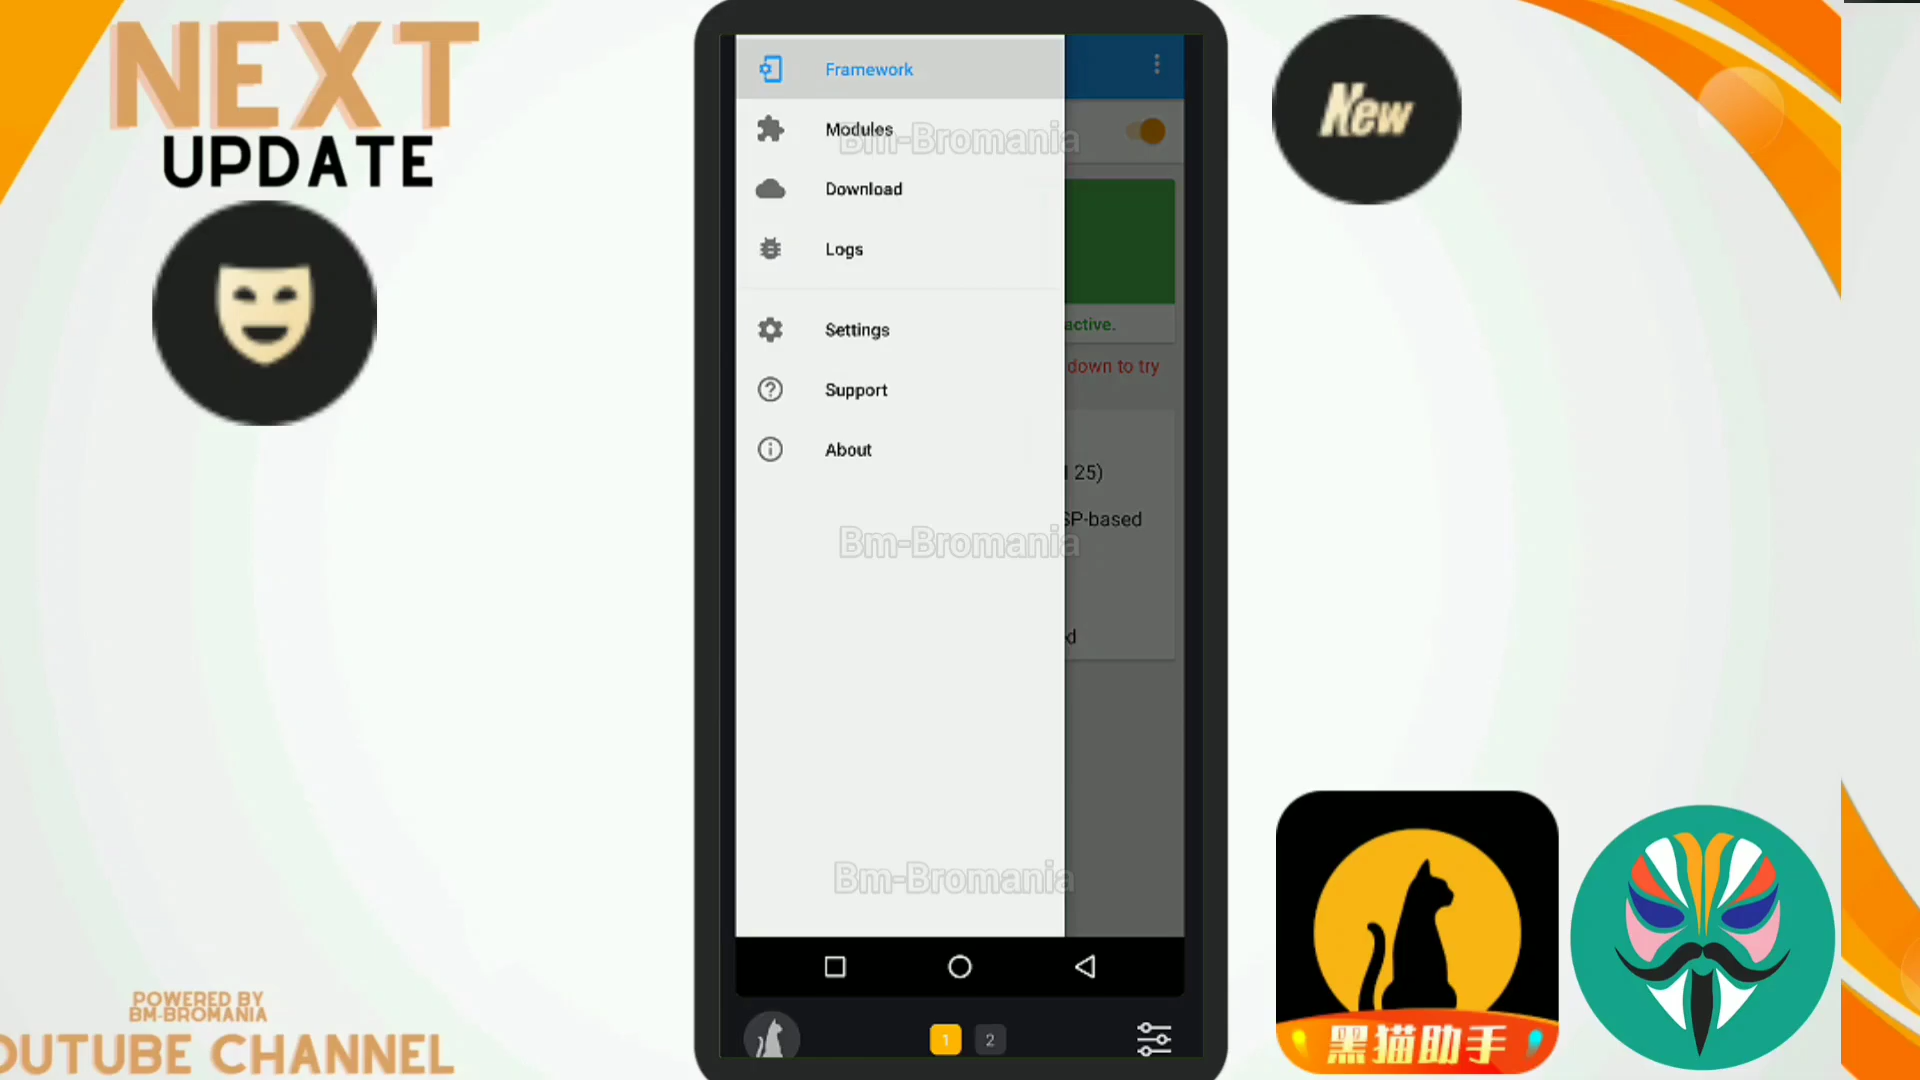 NEXT
UPDATE
New
Framework
Modules
Bm-Bromania
Download
Logs
active.
Settings
down to try
Support
About
25)
SP-based
Bm-Bromania
Bm-Bromania
POWERED BY
BM-BROMANIA
OUTUBE CHANNEL
1
2
黑猫助手